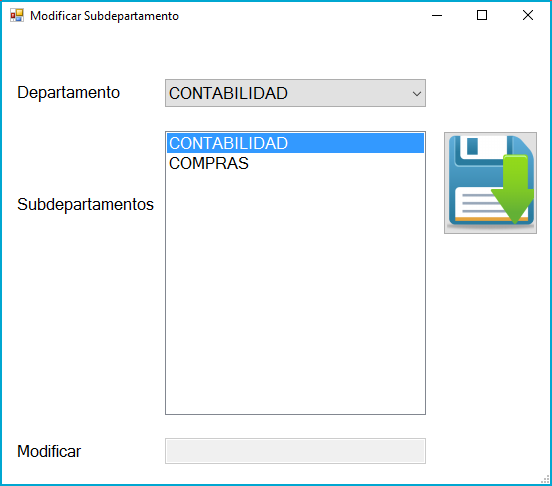 Modificar Subdepartamento
Departamento
CONTABILIDAD
CONTABILIDAD
COMPRAS
Subdepartamentos
Modificar